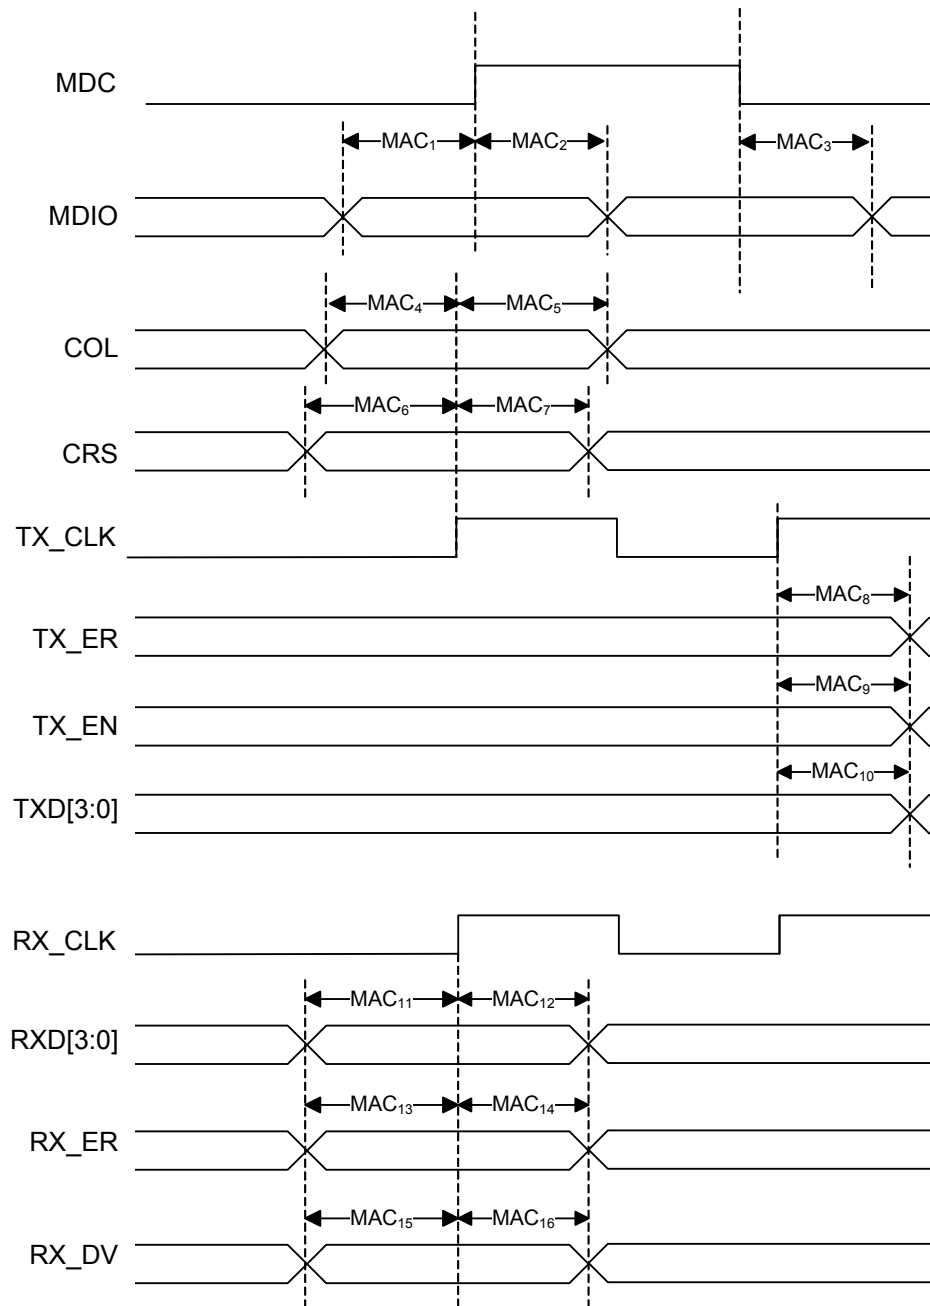 MDC
MAC₁ MAC₂ MAC₃
MDIO
MAC₄ MAC₅
COL
MAC₆ MAC₇
CRS
TX_CLK
MAC₈
TX_ER
MAC₉
TX_EN
MAC₁₀
TXD[3:0]
RX_CLK
MAC₁₁ MAC₁₂
RXD[3:0]
MAC₁₃ MAC₁₄
RX_ER
MAC₁₅ MAC₁₆
RX_DV